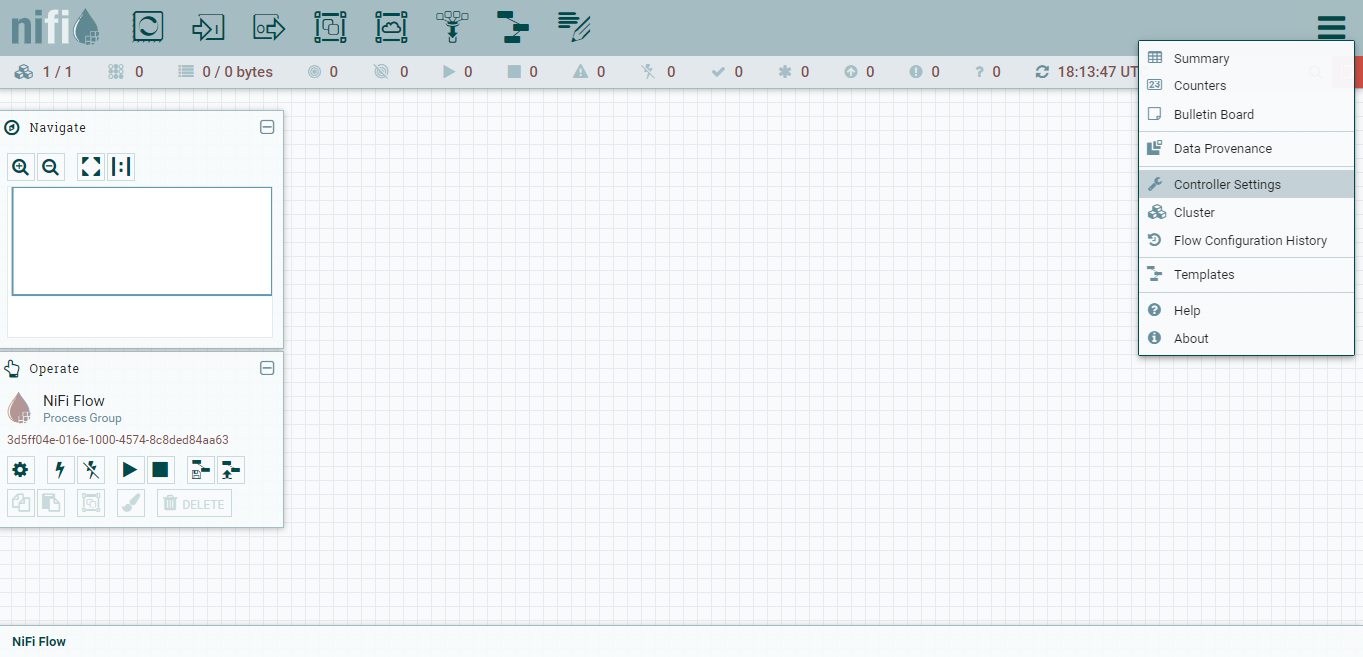 nifi
1 / 1 0 0 / 0 bytes 0 0 0 0 0 0 0 0 0 0 0 18:13:47 UT
Summary
Counters
Bulletin Board
Data Provenance
Controller Settings
Cluster
Flow Configuration History
Templates
Help
About
Navigate
Operate
NiFi Flow
Process Group
3d5ff04e-016e-1000-4574-8c8ded84aa63
DELETE
NiFi Flow